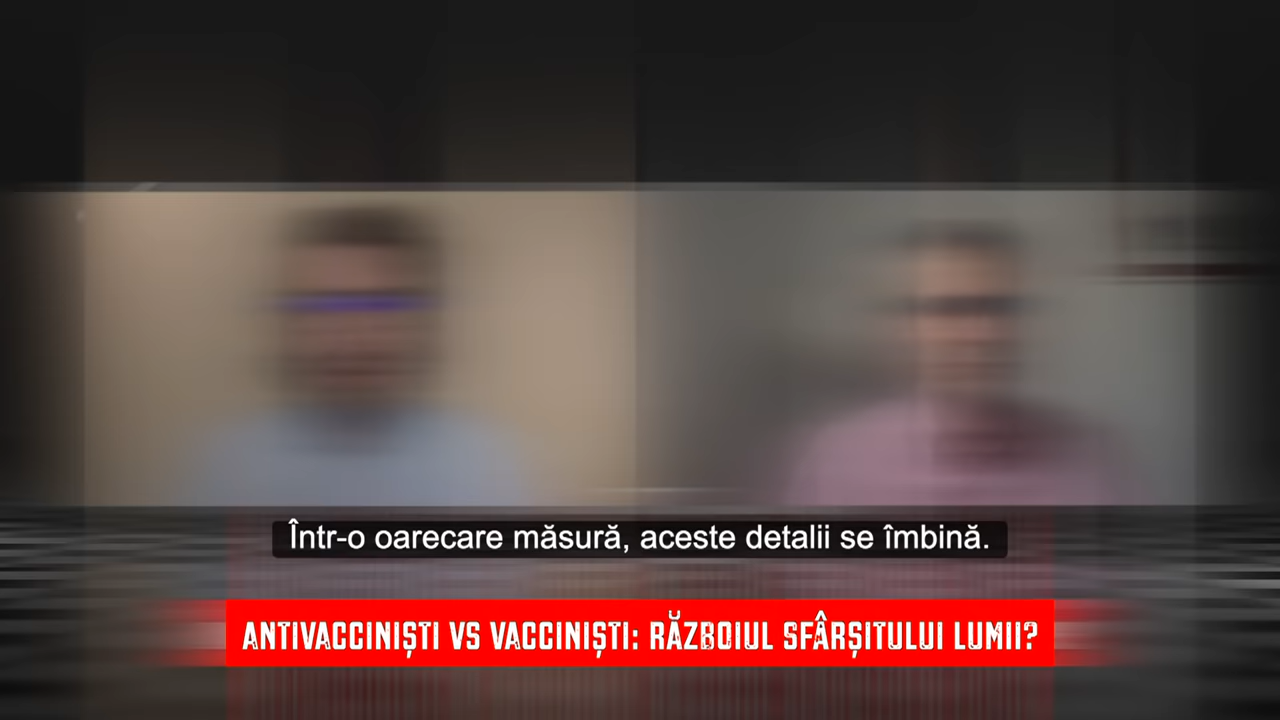 Într-o oarecare măsură, aceste detalii se îmbină.
ANTIVACCINIȘTI VS VACCINIȘTI: RĂZBOIUL SFÂRȘITULUI LUMII?